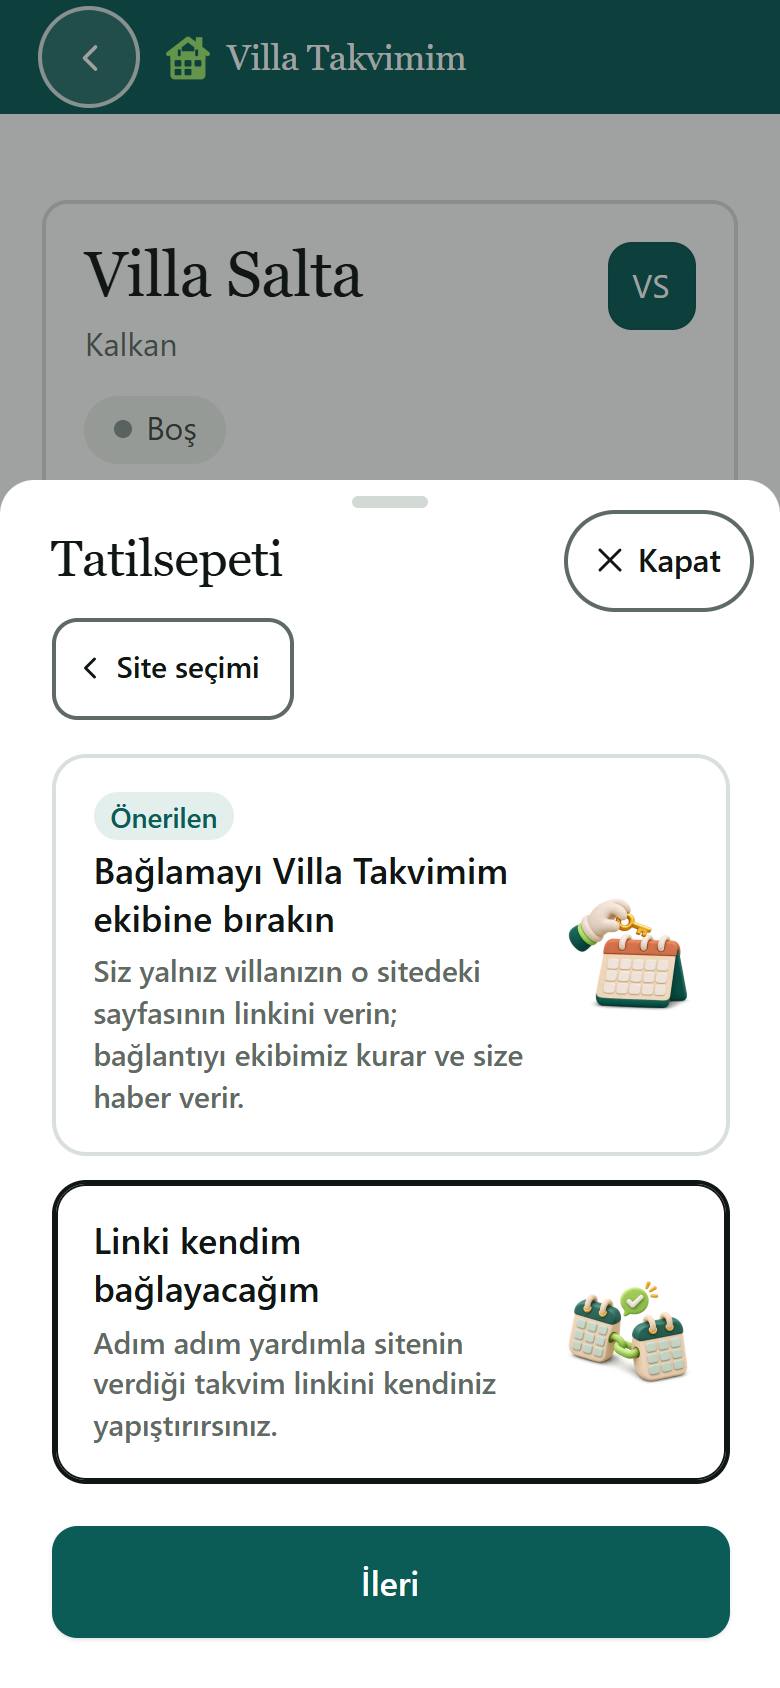 Villa Takvimim
Villa Salta
VS
Kalkan
Boş
Tatilsepeti
Kapat
Site seçimi
Önerilen
Bağlamayı Villa Takvimim
ekibine bırakın
Siz yalnız villanızın o sitedeki
sayfasının linkini verin;
bağlantıyı ekibimiz kurar ve size
haber verir.
Linki kendim
bağlayacağım
Adım adım yardımla sitenin
verdiği takvim linkini kendiniz
yapıştırırsınız.
İleri